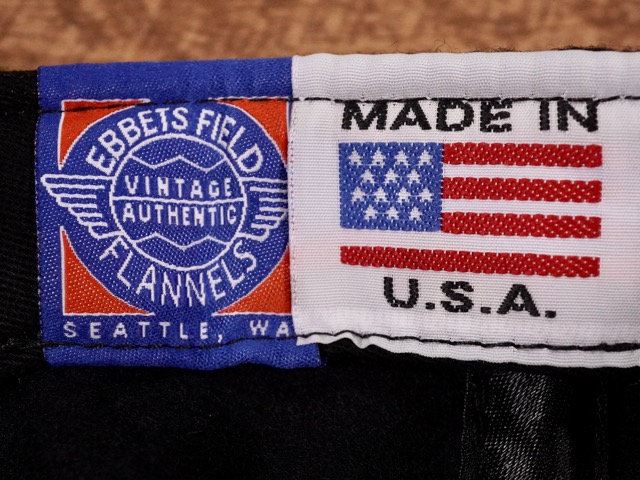 EBBETS FIELD
VINTAGE
AUTHENTIC
FLANNELS
SEATTLE, WA
MADE IN
U.S.A.